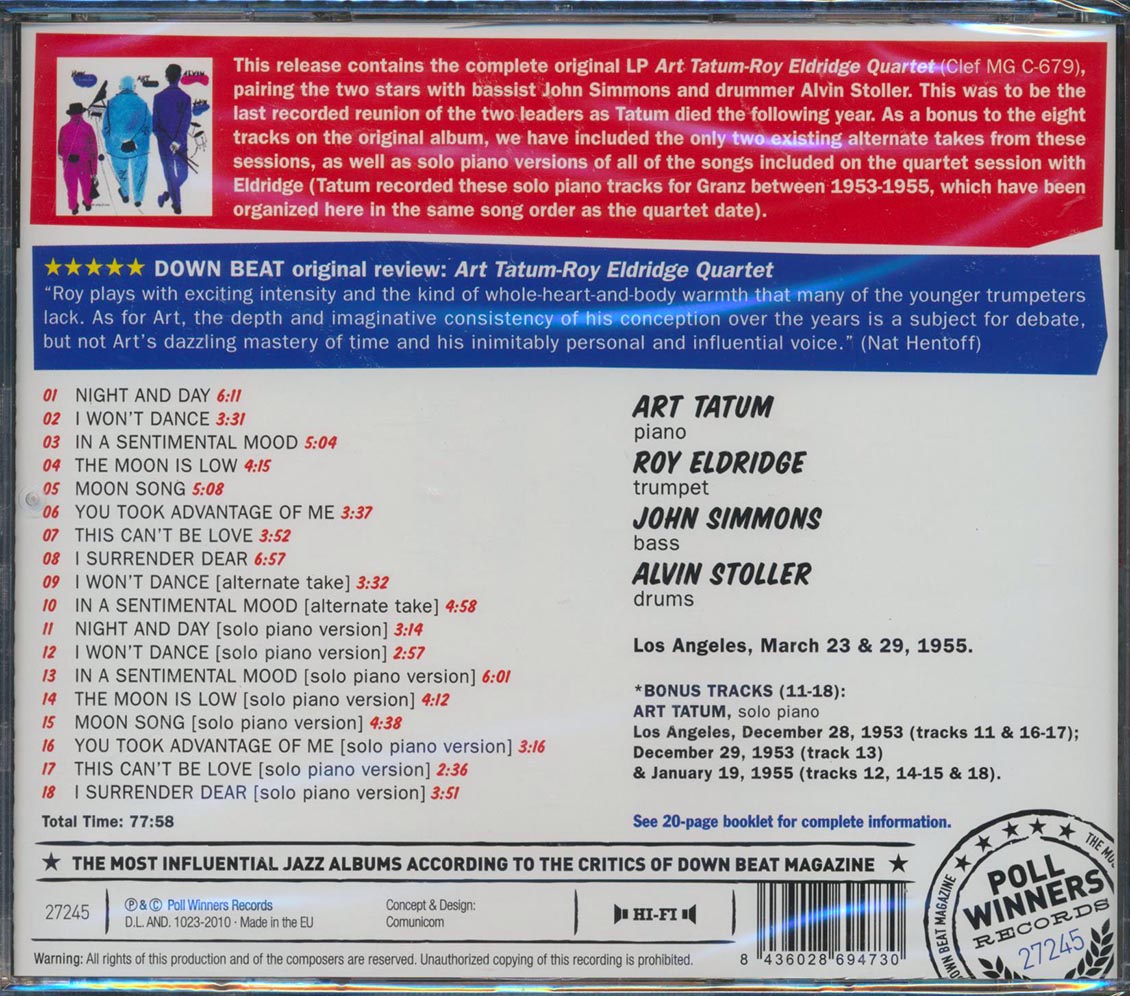 This release contains the complete original LP Art Tatum-Roy Eldridge Quartet (Clef MG C-679),
pairing the two stars with bassist John Simmons and drummer Alvin Stoller. This was to be the
last recorded reunion of the two leaders as Tatum died the following year. As a bonus to the eight
tracks on the original album, we have included the only two existing alternate takes from these
sessions, as well as solo piano versions of all of the songs included on the quartet session with
Eldridge (Tatum recorded these solo piano tracks for Granz between 1953-1955, which have been
organized here in the same song order as the quartet date).
★★★★★ DOWN BEAT original review: Art Tatum-Roy Eldridge Quartet
“Roy plays with exciting intensity and the kind of whole-heart-and-body warmth that many of the younger trumpeters
lack. As for Art, the depth and imaginative consistency of his conception over the years is a subject for debate,
but not Art’s dazzling mastery of time and his inimitably personal and influential voice.” (Nat Hentoff)
01 NIGHT AND DAY 6:11
02 I WON’T DANCE 3:31
03 IN A SENTIMENTAL MOOD 5:04
04 THE MOON IS LOW 4:15
05 MOON SONG 5:08
06 YOU TOOK ADVANTAGE OF ME 3:37
07 THIS CAN’T BE LOVE 3:52
08 I SURRENDER DEAR 6:57
09 I WON’T DANCE [alternate take] 3:32
10 IN A SENTIMENTAL MOOD [alternate take] 4:58
11 NIGHT AND DAY [solo piano version] 3:14
12 I WON’T DANCE [solo piano version] 2:57
13 IN A SENTIMENTAL MOOD [solo piano version] 6:01
14 THE MOON IS LOW [solo piano version] 4:12
15 MOON SONG [solo piano version] 4:38
16 YOU TOOK ADVANTAGE OF ME [solo piano version] 3:16
17 THIS CAN’T BE LOVE [solo piano version] 2:36
18 I SURRENDER DEAR [solo piano version] 3:51
Total Time: 77:58
ART TATUM
piano
ROY ELDRIDGE
trumpet
JOHN SIMMONS
bass
ALVIN STOLLER
drums
Los Angeles, March 23 & 29, 1955.
*BONUS TRACKS (11-18):
ART TATUM, solo piano
Los Angeles, December 28, 1953 (tracks 11 & 16-17);
December 29, 1953 (track 13)
& January 19, 1955 (tracks 12, 14-15 & 18).
See 20-page booklet for complete information.
★ THE MOST INFLUENTIAL JAZZ ALBUMS ACCORDING TO THE CRITICS OF DOWN BEAT MAGAZINE ★
27245
℗ & © Poll Winners Records
D.L. AND. 1023-2010 · Made in the EU
Concept & Design:
Comunicom
HI-FI
8 436028 694730
Warning: All rights of this production and of the composers are reserved. Unauthorized copying of this recording is prohibited.
THE MO
DOWN BEAT MAGAZINE
POLL
WINNERS
RECORDS
27245